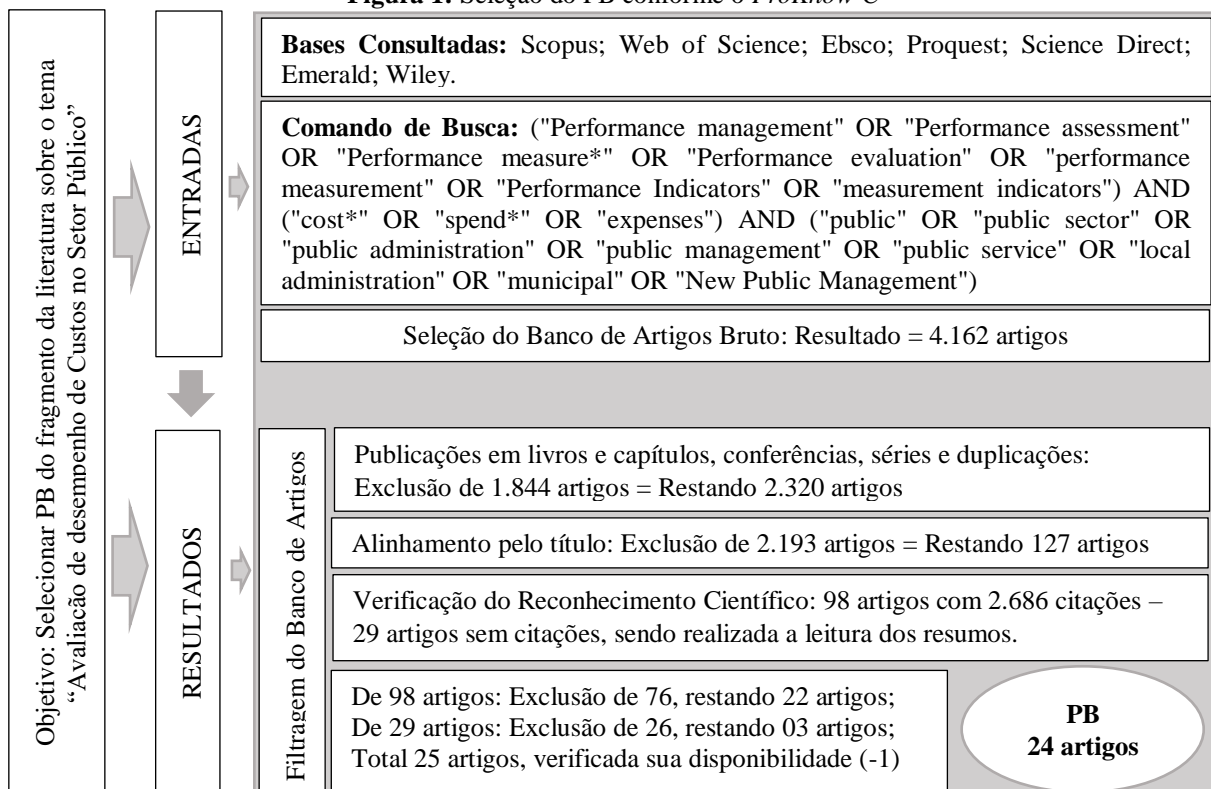 Figura 1: Seleção do PB conforme o ProKnow-C
Objetivo: Selecionar PB do fragmento da literatura sobre o tema
“Avaliação de desempenho de Custos no Setor Público”
ENTRADAS
Bases Consultadas: Scopus; Web of Science; Ebsco; Proquest; Science Direct;
Emerald; Wiley.
Comando de Busca: ("Performance management" OR "Performance assessment"
OR "Performance measure*" OR "Performance evaluation" OR "performance
measurement" OR "Performance Indicators" OR "measurement indicators") AND
("cost*" OR "spend*" OR "expenses") AND ("public" OR "public sector" OR
"public administration" OR "public management" OR "public service" OR "local
administration" OR "municipal" OR "New Public Management")
Seleção do Banco de Artigos Bruto: Resultado = 4.162 artigos
RESULTADOS
Filtragem do Banco de Artigos
Publicações em livros e capítulos, conferências, séries e duplicações:
Exclusão de 1.844 artigos = Restando 2.320 artigos
Alinhamento pelo título: Exclusão de 2.193 artigos = Restando 127 artigos
Verificação do Reconhecimento Científico: 98 artigos com 2.686 citações –
29 artigos sem citações, sendo realizada a leitura dos resumos.
De 98 artigos: Exclusão de 76, restando 22 artigos;
De 29 artigos: Exclusão de 26, restando 03 artigos;
Total 25 artigos, verificada sua disponibilidade (-1)
PB
24 artigos